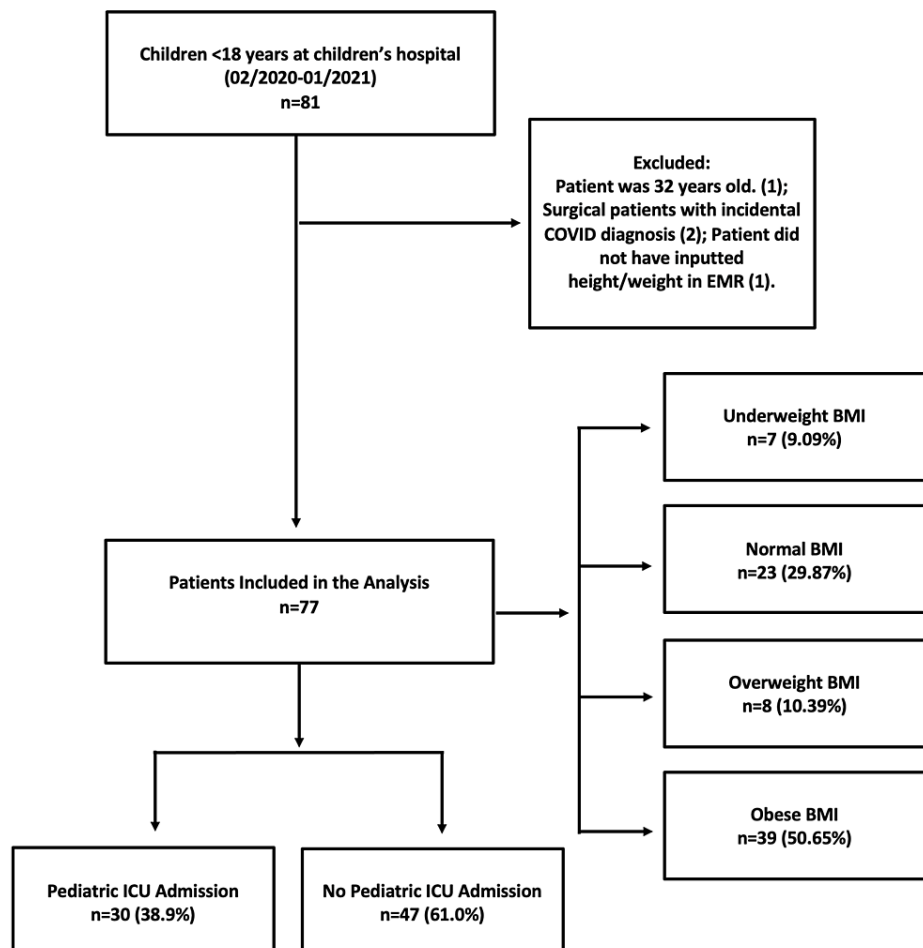 Children <18 years at children’s hospital
(02/2020-01/2021)
n=81
Excluded:
Patient was 32 years old. (1);
Surgical patients with incidental
COVID diagnosis (2); Patient did
not have inputted
height/weight in EMR (1).
Underweight BMI
n=7 (9.09%)
Normal BMI
n=23 (29.87%)
Patients Included in the Analysis
n=77
Overweight BMI
n=8 (10.39%)
Obese BMI
n=39 (50.65%)
Pediatric ICU Admission
n=30 (38.9%)
No Pediatric ICU Admission
n=47 (61.0%)